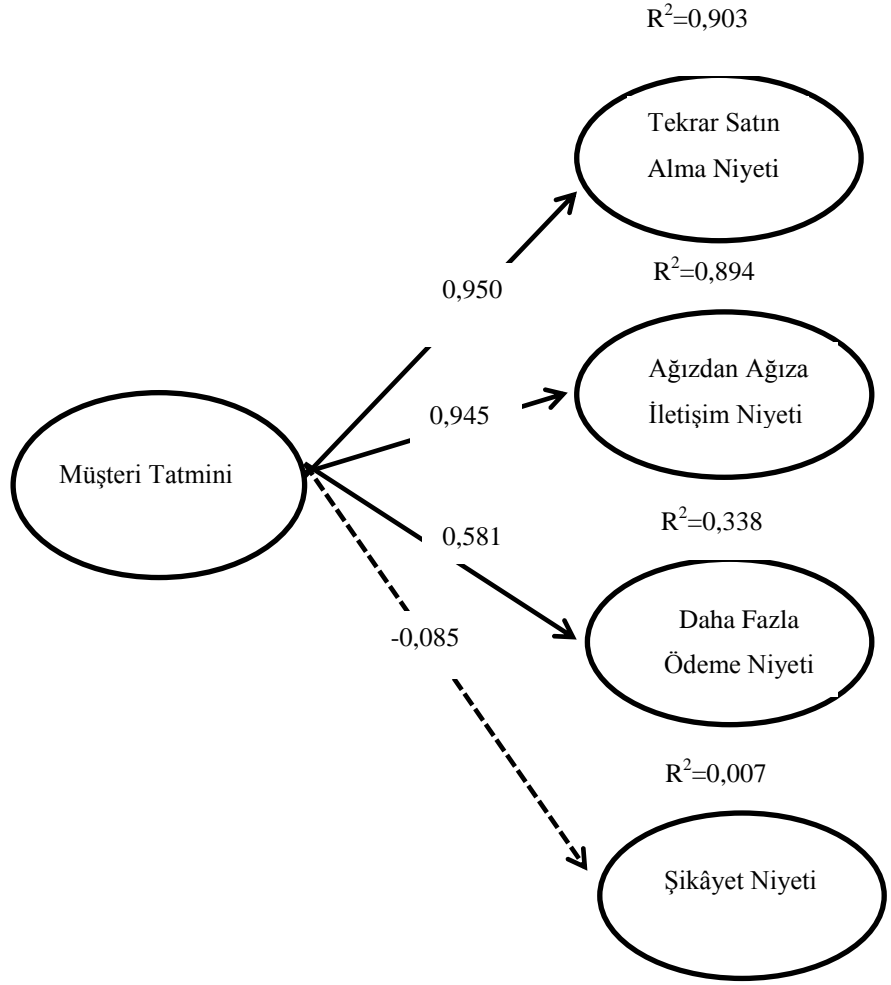 R²=0,903
Tekrar Satın
Alma Niyeti
R²=0,894
0,950
Ağızdan Ağıza
İletişim Niyeti
0,945
Müşteri Tatmini
R²=0,338
0,581
Daha Fazla
Ödeme Niyeti
-0,085
R²=0,007
Şikâyet Niyeti